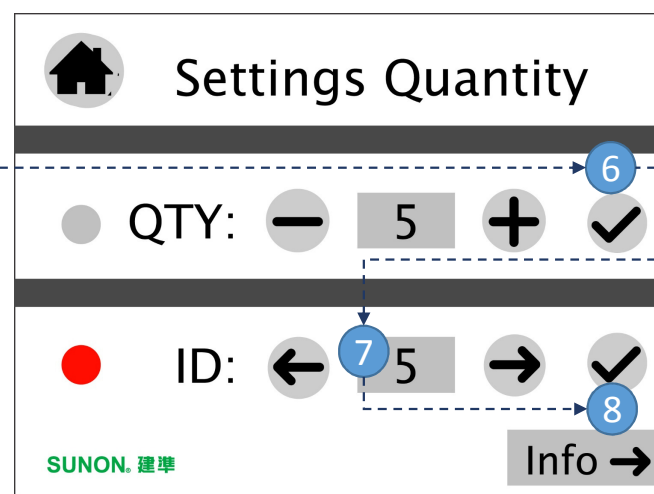 Settings Quantity
6
QTY: − 5 +
ID: ← 7 5 →
8
SUNON® 建準
Info →